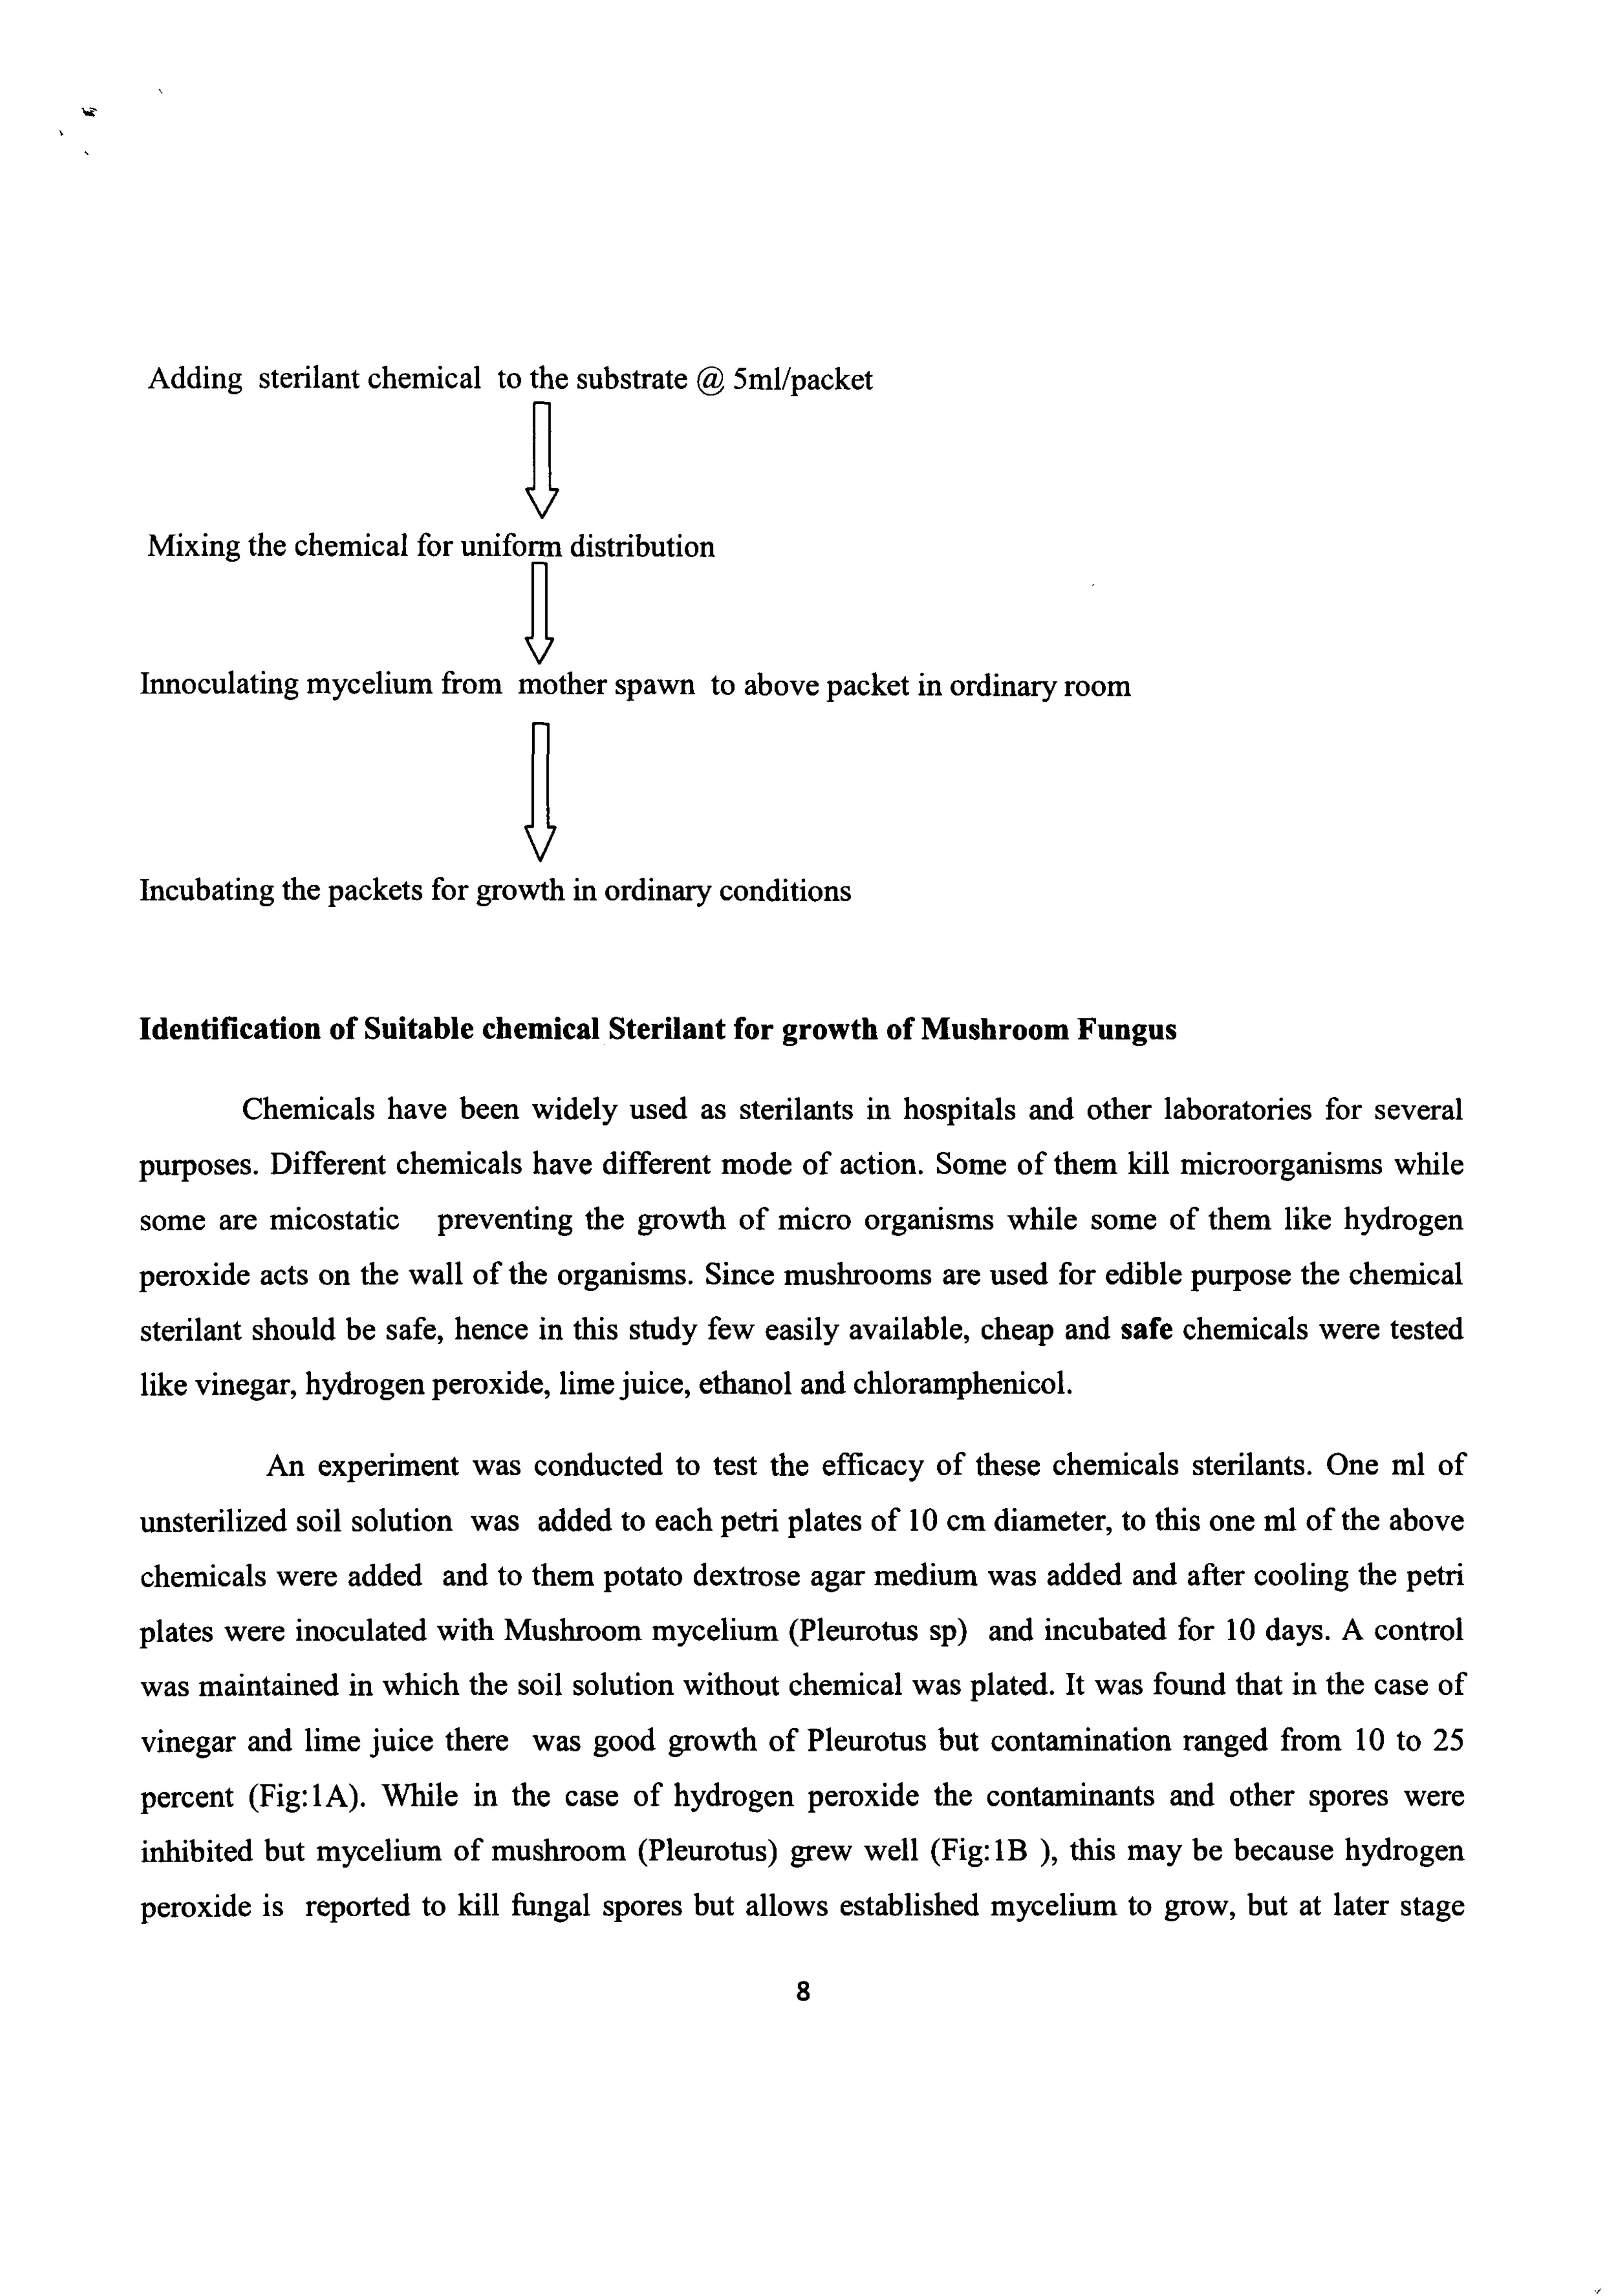 Adding sterilant chemical to the substrate @ 5ml/packet
Mixing the chemical for uniform distribution
Innoculating mycelium from mother spawn to above packet in ordinary room
Incubating the packets for growth in ordinary conditions
Identification of Suitable chemical Sterilant for growth of Mushroom Fungus
Chemicals have been widely used as sterilants in hospitals and other laboratories for several
purposes. Different chemicals have different mode of action. Some of them kill microorganisms while
some are micostatic preventing the growth of micro organisms while some of them like hydrogen
peroxide acts on the wall of the organisms. Since mushrooms are used for edible purpose the chemical
sterilant should be safe, hence in this study few easily available, cheap and safe chemicals were tested
like vinegar, hydrogen peroxide, lime juice, ethanol and chloramphenicol.
An experiment was conducted to test the efficacy of these chemicals sterilants. One ml of
unsterilized soil solution was added to each petri plates of 10 cm diameter, to this one ml of the above
chemicals were added and to them potato dextrose agar medium was added and after cooling the petri
plates were inoculated with Mushroom mycelium (Pleurotus sp) and incubated for 10 days. A control
was maintained in which the soil solution without chemical was plated. It was found that in the case of
vinegar and lime juice there was good growth of Pleurotus but contamination ranged from 10 to 25
percent (Fig:1A). While in the case of hydrogen peroxide the contaminants and other spores were
inhibited but mycelium of mushroom (Pleurotus) grew well (Fig:1B ), this may be because hydrogen
peroxide is reported to kill fungal spores but allows established mycelium to grow, but at later stage
8